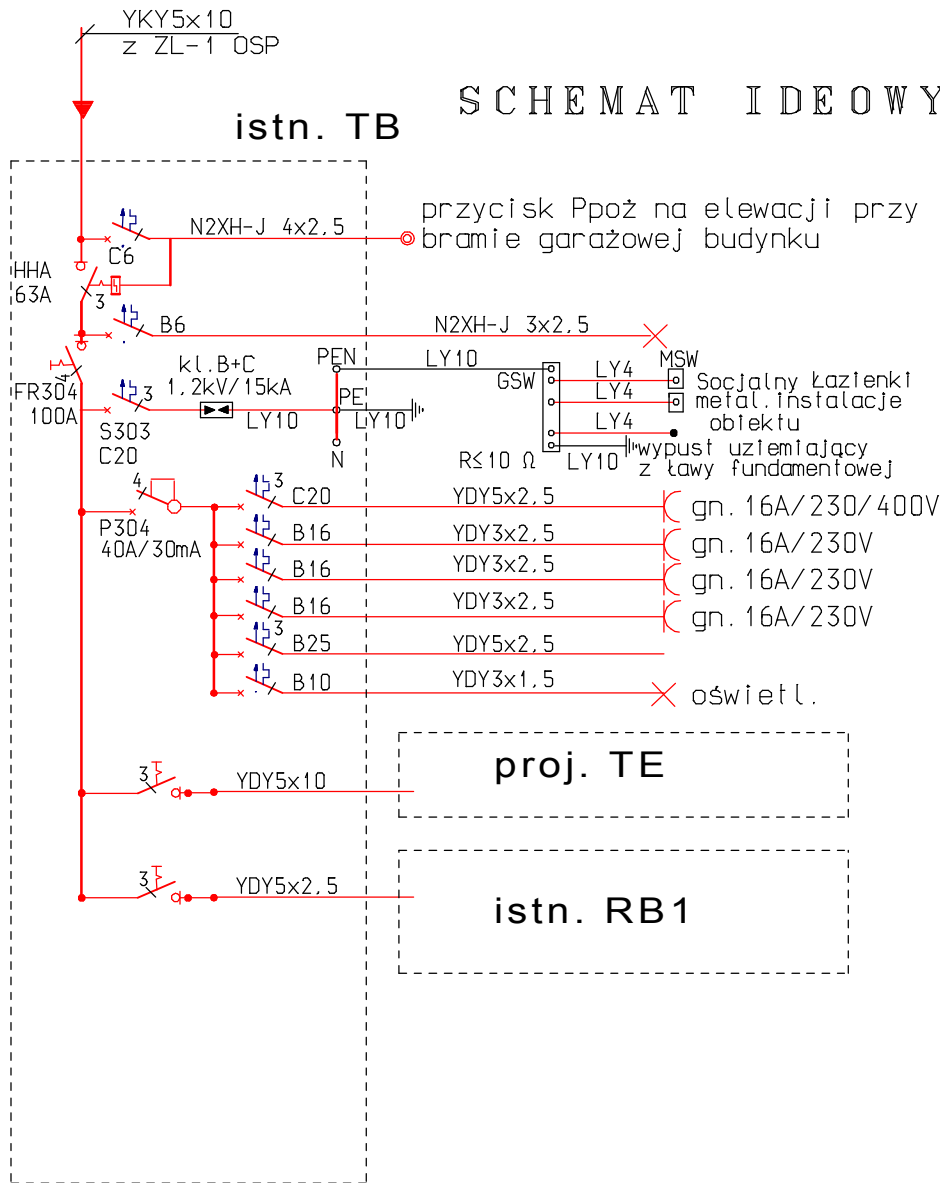 YKY5x10
z ZL-1 OSP
SCHEMAT IDEOWY
istn. TB
przycisk Ppoż na elewacji przy
bramie garażowej budynku
N2XH-J 4x2,5
C6
HHA
63A
3
B6
N2XH-J 3x2,5
FR304
100A
4
kl.B+C
1,2kV/15kA
3
S303
C20
LY10
PEN
PE
N
LY10
LY10
GSW
R≤10 Ω
LY4
LY4
LY4
LY10
MSW
Socjalny Łazienki
metal.instalacje
obiektu
wypust uziemiający
z ławy fundamentowej
4
P304
40A/30mA
3
C20
YDY5x2,5
gn.16A/230/400V
B16
YDY3x2,5
gn.16A/230V
B16
YDY3x2,5
gn.16A/230V
B16
YDY3x2,5
gn.16A/230V
3
B25
YDY5x2,5
B10
YDY3x1,5
oświetl.
3
YDY5x10
proj. TE
3
YDY5x2,5
istn. RB1